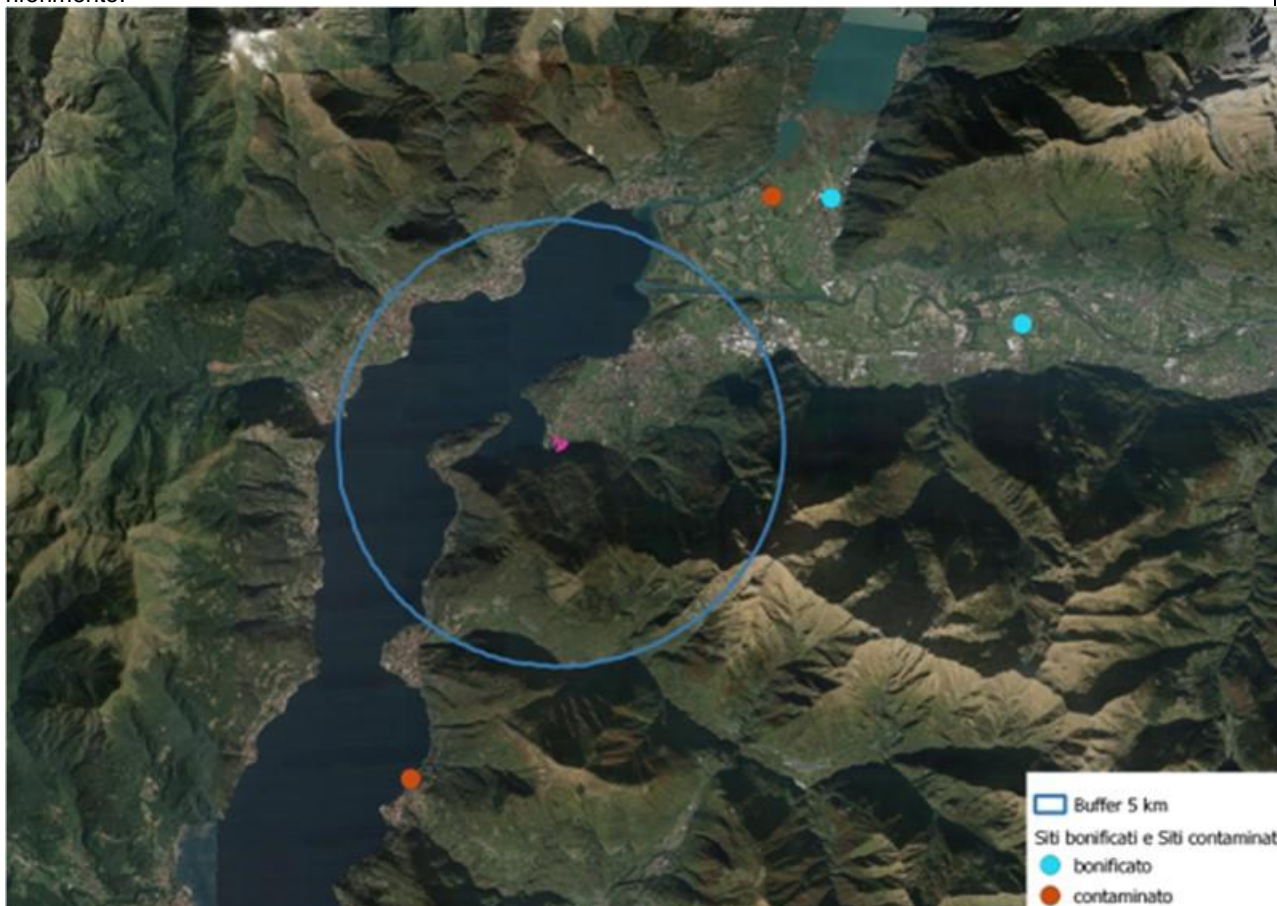 Buffer 5 km
Siti bonificati e Siti contaminat
bonificato
contaminato